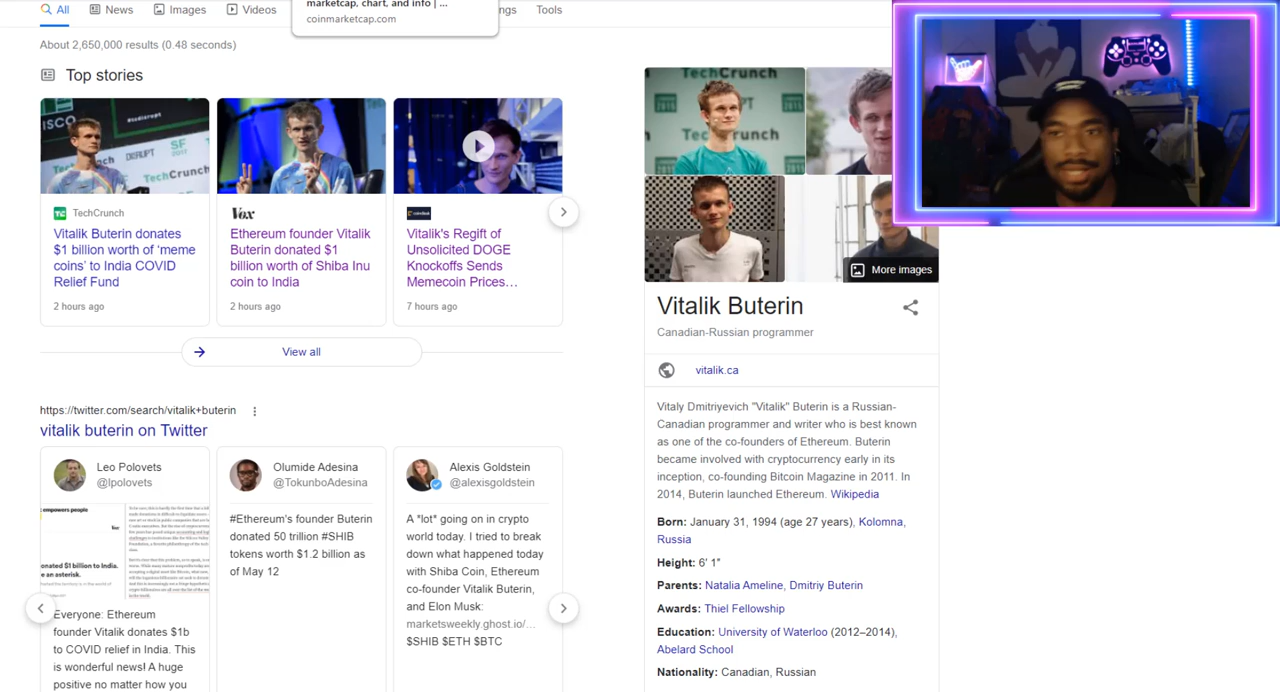 marketcap, chart, and info | ...
coinmarketcap.com
All
News
Images
Videos
ngs
Tools
About 2,650,000 results (0.48 seconds)
Top stories
TechCrunch
Vitalik Buterin donates
$1 billion worth of ‘meme
coins’ to India COVID
Relief Fund
2 hours ago
Vox
Ethereum founder Vitalik
Buterin donated $1
billion worth of Shiba Inu
coin to India
2 hours ago
Vitalik's Regift of
Unsolicited DOGE
Knockoffs Sends
Memecoin Prices...
7 hours ago
View all
https://twitter.com/search/vitalik+buterin
vitalik buterin on Twitter
Leo Polovets
@lpolovets
Everyone: Ethereum
founder Vitalik donates $1b
to COVID relief in India. This
is wonderful news! A huge
positive no matter how you
Olumide Adesina
@TokunboAdesina
#Ethereum's founder Buterin
donated 50 trillion #SHIB
tokens worth $1.2 billion as
of May 12
Alexis Goldstein
@alexisgoldstein
A *lot* going on in crypto
world today. I tried to break
down what happened today
with Shiba Coin, Ethereum
co-founder Vitalik Buterin,
and Elon Musk:
marketsweekly.ghost.io/...
$SHIB $ETH $BTC
TechCrunch
More images
Vitalik Buterin
Canadian-Russian programmer
vitalik.ca
Vitaly Dmitriyevich "Vitalik" Buterin is a Russian-
Canadian programmer and writer who is best known
as one of the co-founders of Ethereum. Buterin
became involved with cryptocurrency early in its
inception, co-founding Bitcoin Magazine in 2011. In
2014, Buterin launched Ethereum. Wikipedia
Born: January 31, 1994 (age 27 years), Kolomna,
Russia
Height: 6′ 1″
Parents: Natalia Ameline, Dmitriy Buterin
Awards: Thiel Fellowship
Education: University of Waterloo (2012–2014),
Abelard School
Nationality: Canadian, Russian